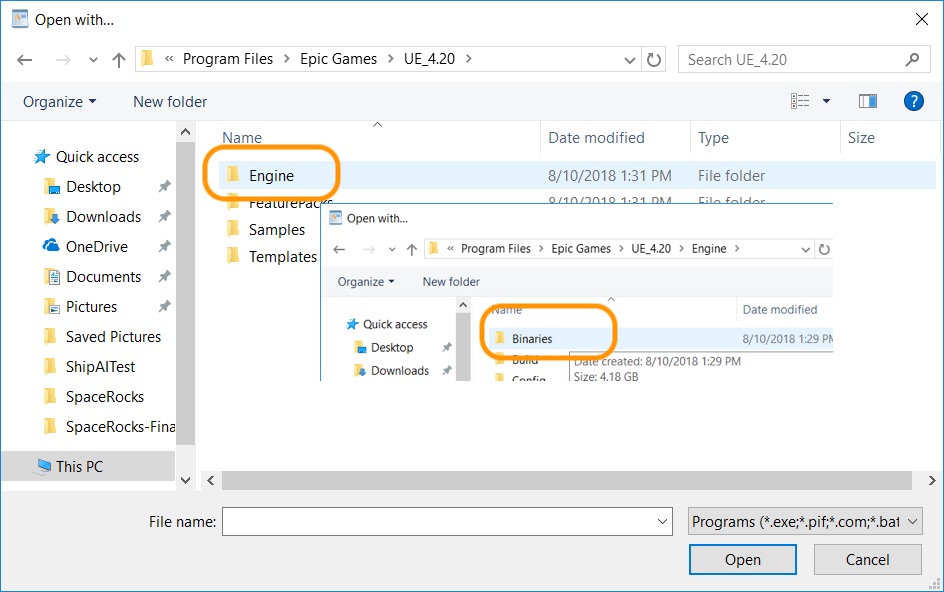 Open with...
« Program Files > Epic Games > UE_4.20 >
Search UE_4.20
Organize
New folder
?
Name
Date modified
Type
Size
Quick access
Desktop
Downloads
OneDrive
Documents
Pictures
Saved Pictures
ShipAITest
SpaceRocks
SpaceRocks-Fina
This PC
Engine 8/10/2018 1:31 PM File folder
FeaturePacks 8/10/2018 1:31 PM File folder
Samples
Templates
Open with...
« Program Files > Epic Games > UE_4.20 > Engine >
Organize
New folder
Name
Date modified
Quick access
Desktop
Downloads
Binaries 8/10/2018 1:29 PM
Build
Date created: 8/10/2018 1:29 PM
Config
Size: 4.18 GB
File name:
Programs (*.exe;*.pif;*.com;*.bat
Open
Cancel